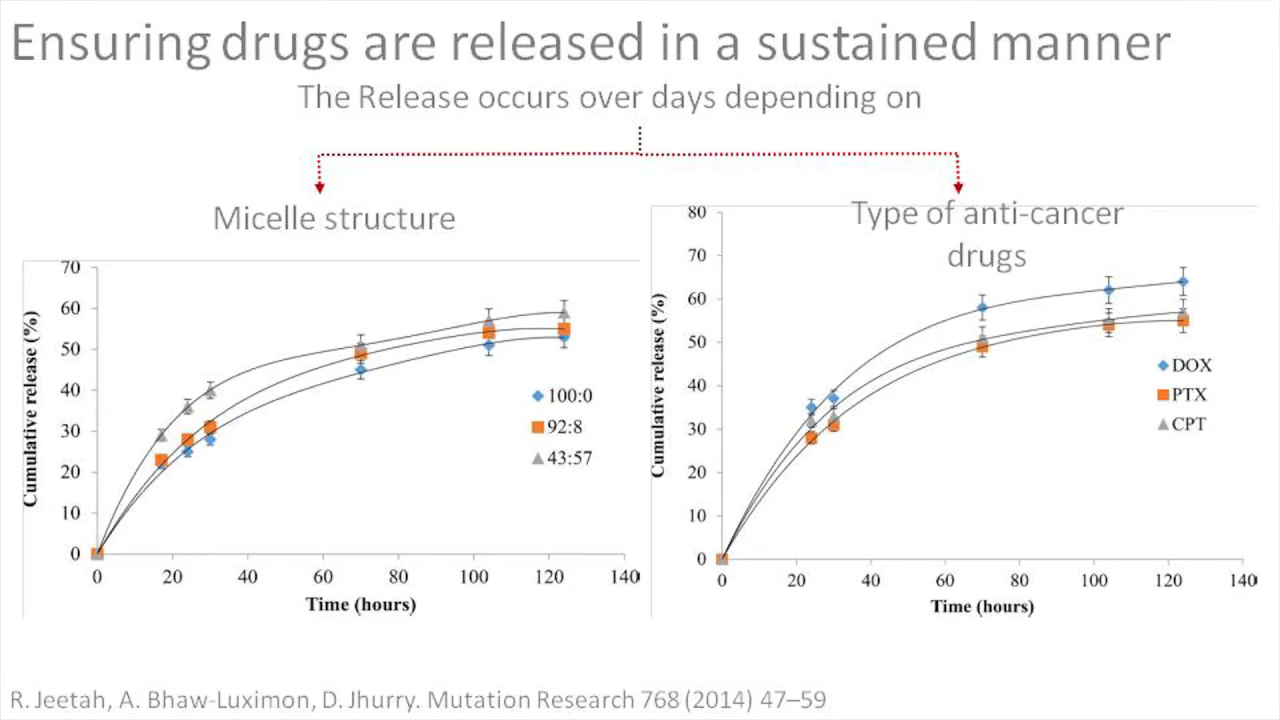 Ensuring drugs are released in a sustained manner
The Release occurs over days depending on
Micelle structure
Type of anti-cancer
drugs
Cumulative release (%)
70
60
50
40
30
20
10
0
0 20 40 60 80 100 120 140
Time (hours)
100:0
92:8
43:57
Cumulative release (%)
80
70
60
50
40
30
20
10
0
0 20 40 60 80 100 120 140
Time (hours)
DOX
PTX
CPT
R. Jeetah, A. Bhaw-Luximon, D. Jhurry. Mutation Research 768 (2014) 47–59